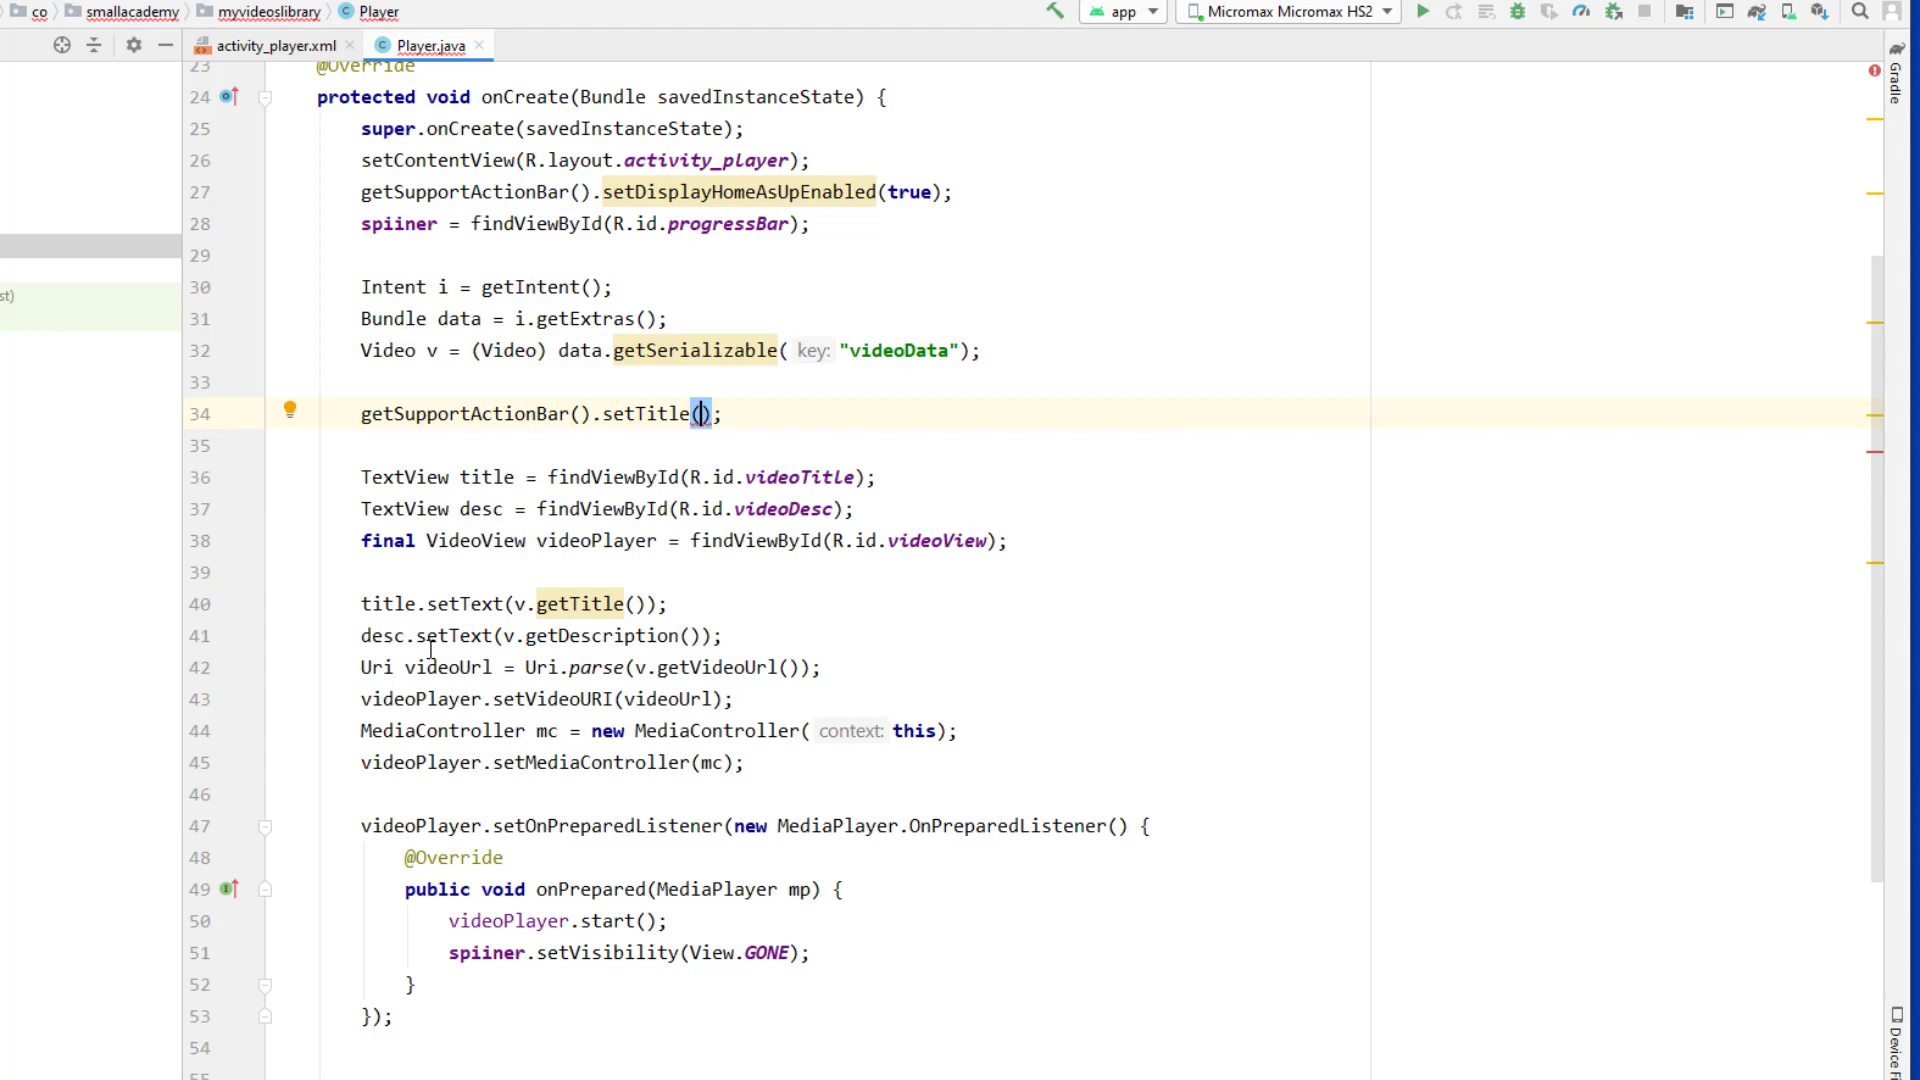 co smallacademy myvideoslibrary Player app Micromax Micromax HS2
activity_player.xml Player.java
23 @Override
24 protected void onCreate(Bundle savedInstanceState) {
25 super.onCreate(savedInstanceState);
26 setContentView(R.layout.activity_player);
27 getSupportActionBar().setDisplayHomeAsUpEnabled(true);
28 spiiner = findViewById(R.id.progressBar);
29
30 Intent i = getIntent();
31 Bundle data = i.getExtras();
st)
32 Video v = (Video) data.getSerializable( key: "videoData");
33
34 getSupportActionBar().setTitle();
35
36 TextView title = findViewById(R.id.videoTitle);
37 TextView desc = findViewById(R.id.videoDesc);
38 final VideoView videoPlayer = findViewById(R.id.videoView);
39
40 title.setText(v.getTitle());
41 desc.setText(v.getDescription());
42 Uri videoUrl = Uri.parse(v.getVideoUrl());
43 videoPlayer.setVideoURI(videoUrl);
44 MediaController mc = new MediaController( context: this);
45 videoPlayer.setMediaController(mc);
46
47 videoPlayer.setOnPreparedListener(new MediaPlayer.OnPreparedListener() {
48 @Override
49 public void onPrepared(MediaPlayer mp) {
50 videoPlayer.start();
51 spiiner.setVisibility(View.GONE);
52 }
53 });
54
55
Gradle
Device Fi